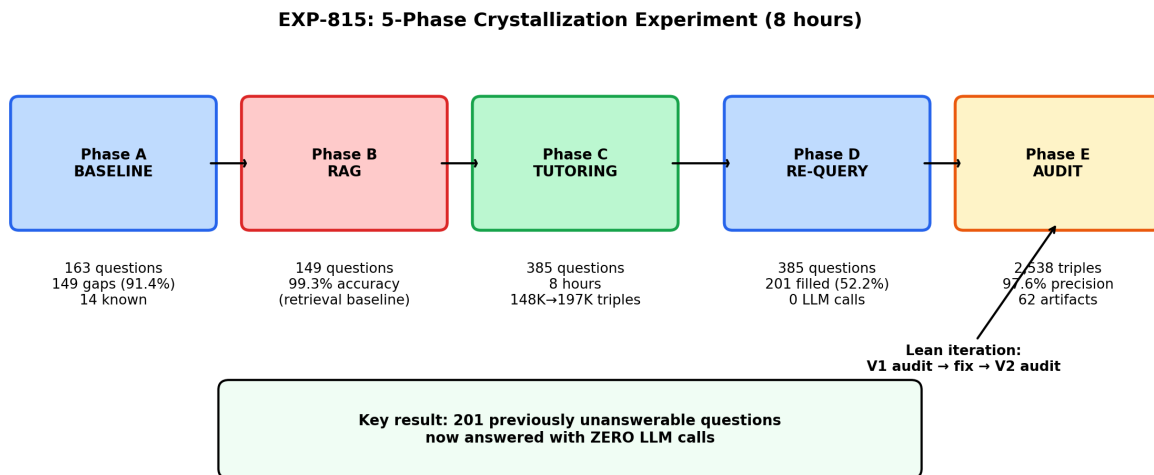 EXP-815: 5-Phase Crystallization Experiment (8 hours)
Phase A
BASELINE
Phase B
RAG
Phase C
TUTORING
Phase D
RE-QUERY
Phase E
AUDIT
163 questions
149 gaps (91.4%)
14 known
149 questions
99.3% accuracy
(retrieval baseline)
385 questions
8 hours
148K→197K triples
385 questions
201 filled (52.2%)
0 LLM calls
2,538 triples
97.6% precision
62 artifacts
Lean iteration:
V1 audit → fix → V2 audit
Key result: 201 previously unanswerable questions
now answered with ZERO LLM calls